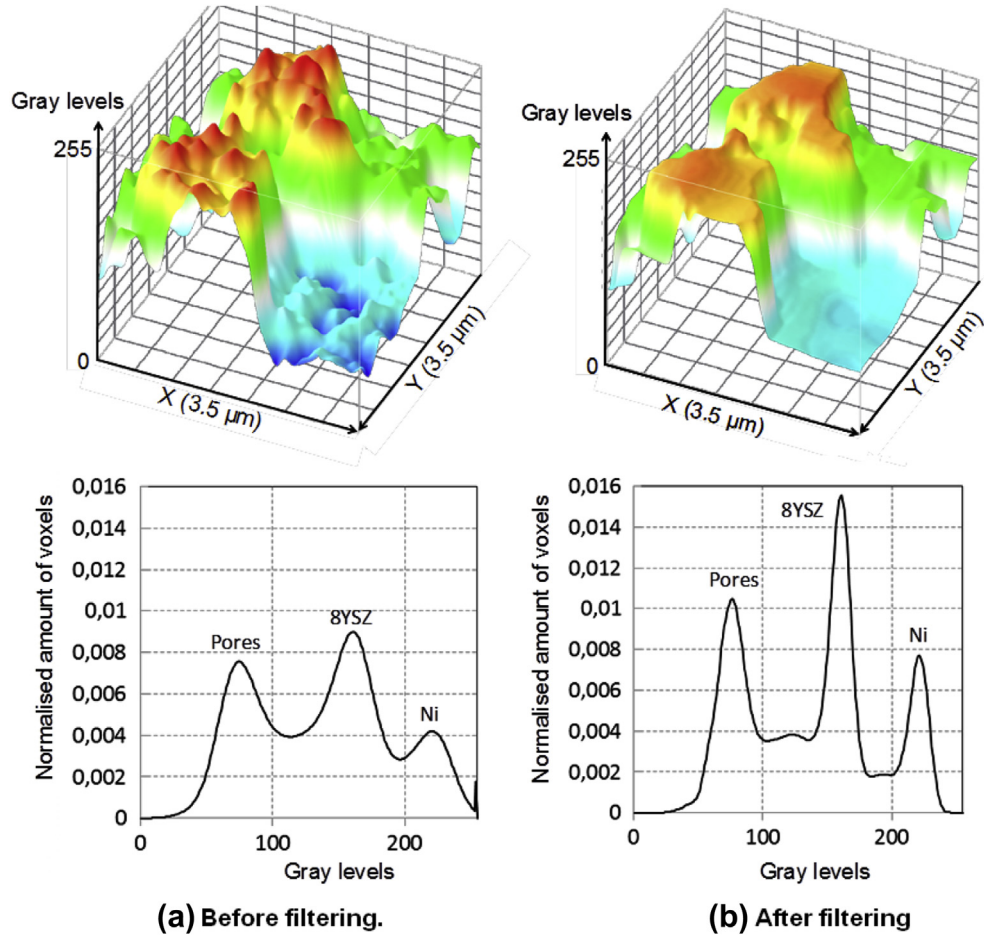 Gray levels
255
0
X (3.5 µm)
Y (3.5 µm)
Gray levels
255
0
X (3.5 µm)
Y (3.5 µm)
Normalised amount of voxels
0,016
0,014
0,012
0,01
0,008
0,006
0,004
0,002
0
Pores
8YSZ
Ni
0
100
200
Gray levels
Normalised amount of voxels
0,016
0,014
0,012
0,01
0,008
0,006
0,004
0,002
0
Pores
8YSZ
Ni
0
100
200
Gray levels
(a) Before filtering.
(b) After filtering